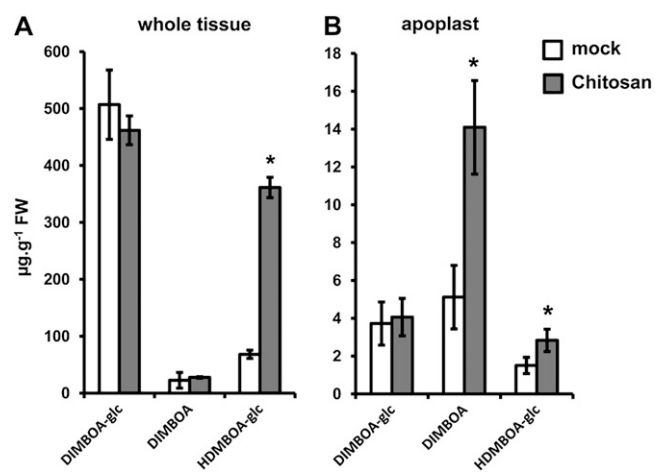 A
whole tissue
B
apoplast
mock
Chitosan
µg.g⁻¹ FW
600
500
400
300
200
100
0
*
DIMBOA-glc
DIMBOA
HDMBOA-glc
18
16
14
12
10
8
6
4
2
0
*
*
DIMBOA-glc
DIMBOA
HDMBOA-glc